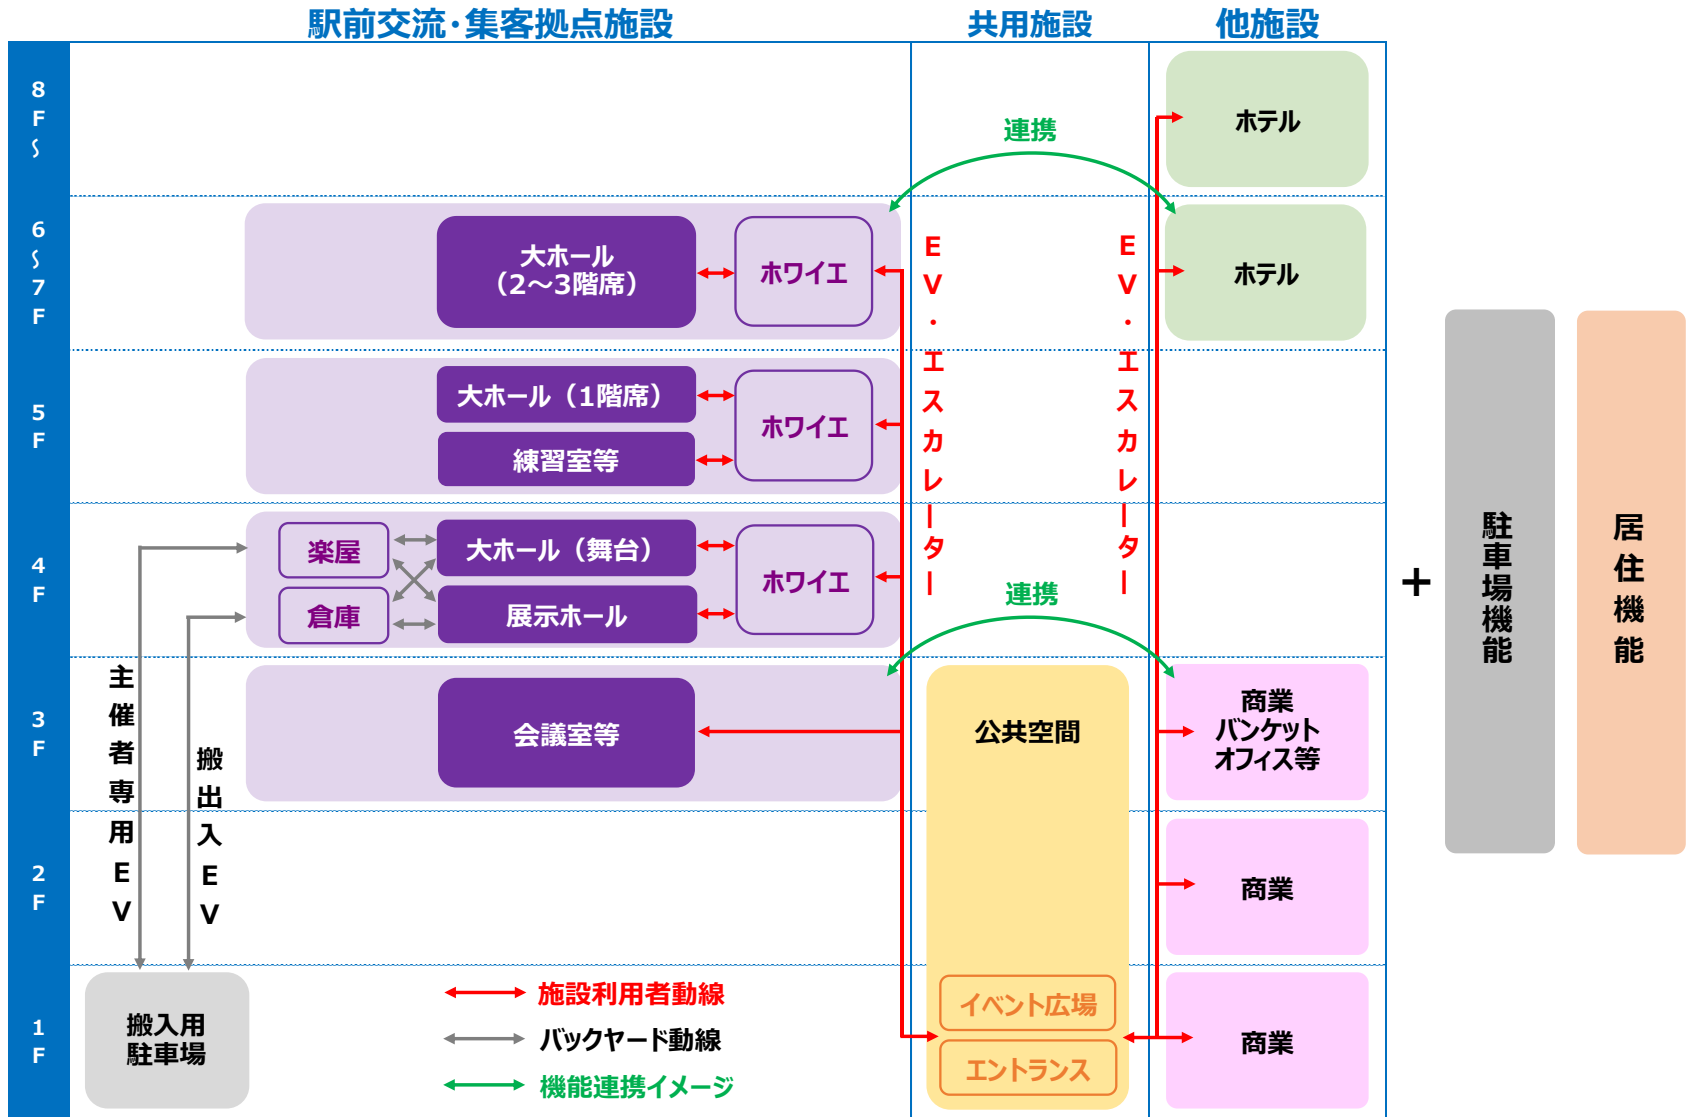 駅前交流・集客拠点施設
共用施設
他施設
8F～
ホテル
連携
6～7F
大ホール
（2～3階席）
ホワイエ
EV・エスカレーター
EV・エスカレーター
ホテル
5F
大ホール（1階席）
練習室等
ホワイエ
4F
楽屋
倉庫
大ホール（舞台）
展示ホール
ホワイエ
連携
3F
会議室等
公共空間
商業
バンケット
オフィス等
主催者専用EV
搬出入EV
2F
商業
1F
搬入用
駐車場
施設利用者動線
バックヤード動線
機能連携イメージ
イベント広場
エントランス
商業
+
駐車場機能
居住機能